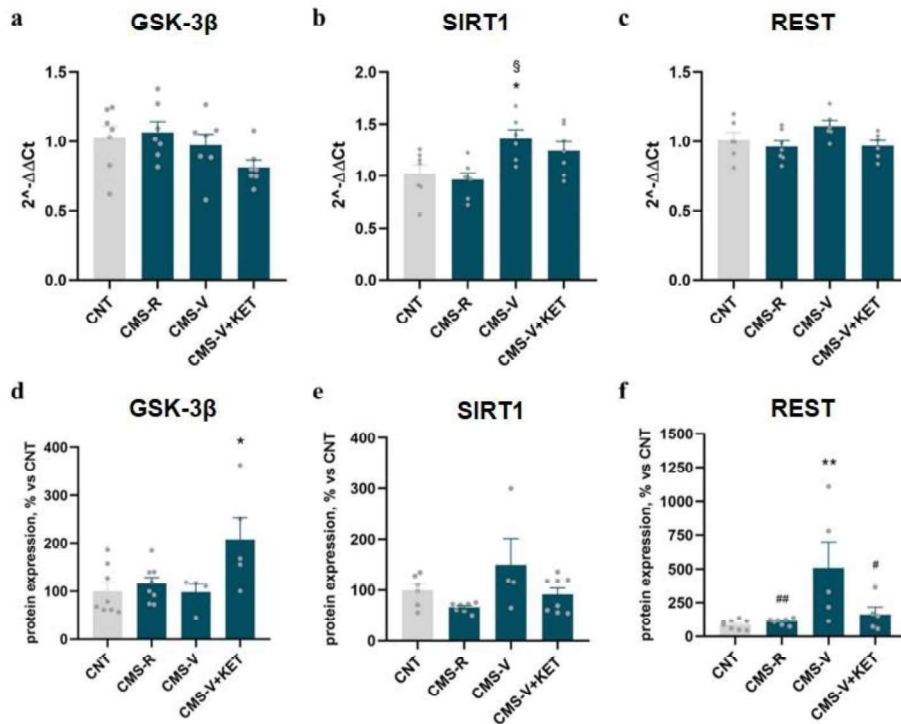 a GSK-3β
2^-ΔΔCt
1.5
1.0
0.5
0.0
CNT
CMS-R
CMS-V
CMS-V+KET
b SIRT1
2^-ΔΔCt
2.0
1.5
1.0
0.5
0.0
§
*
CNT
CMS-R
CMS-V
CMS-V+KET
c REST
2^-ΔΔCt
1.5
1.0
0.5
0.0
CNT
CMS-R
CMS-V
CMS-V+KET
d GSK-3β
protein expression, % vs CNT
400
300
200
100
0
*
CNT
CMS-R
CMS-V
CMS-V+KET
e SIRT1
protein expression, % vs CNT
400
300
200
100
0
CNT
CMS-R
CMS-V
CMS-V+KET
f REST
protein expression, % vs CNT
1500
1250
1000
750
500
250
0
##
**
#
CNT
CMS-R
CMS-V
CMS-V+KET